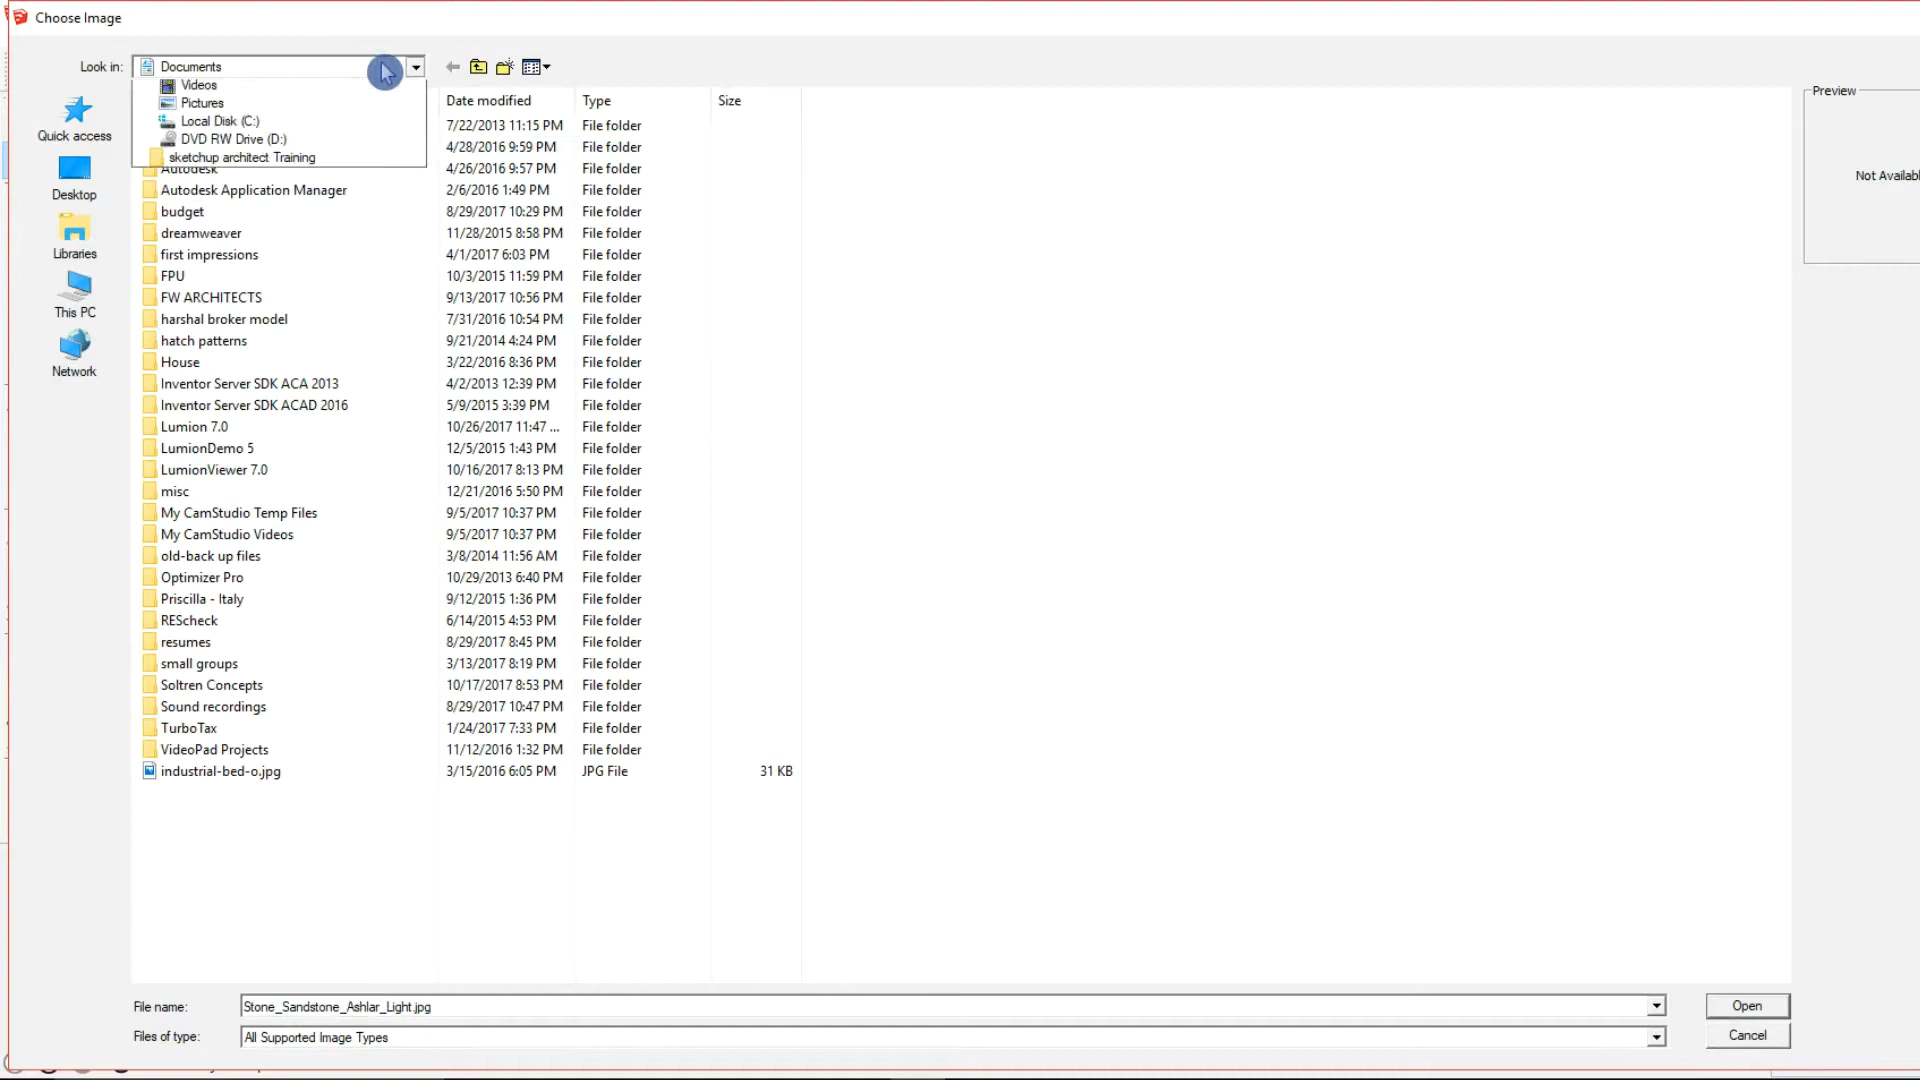 Choose Image
Look in: Documents
Videos
Pictures
Local Disk (C:)
DVD RW Drive (D:)
sketchup architect Training
Quick access
Desktop
Libraries
This PC
Network
Date modified Type Size
7/22/2013 11:15 PM File folder
4/28/2016 9:59 PM File folder
Autodesk 4/26/2016 9:57 PM File folder
Autodesk Application Manager 2/6/2016 1:49 PM File folder
budget 8/29/2017 10:29 PM File folder
dreamweaver 11/28/2015 8:58 PM File folder
first impressions 4/1/2017 6:03 PM File folder
FPU 10/3/2015 11:59 PM File folder
FW ARCHITECTS 9/13/2017 10:56 PM File folder
harshal broker model 7/31/2016 10:54 PM File folder
hatch patterns 9/21/2014 4:24 PM File folder
House 3/22/2016 8:36 PM File folder
Inventor Server SDK ACA 2013 4/2/2013 12:39 PM File folder
Inventor Server SDK ACAD 2016 5/9/2015 3:39 PM File folder
Lumion 7.0 10/26/2017 11:47 ... File folder
LumionDemo 5 12/5/2015 1:43 PM File folder
LumionViewer 7.0 10/16/2017 8:13 PM File folder
misc 12/21/2016 5:50 PM File folder
My CamStudio Temp Files 9/5/2017 10:37 PM File folder
My CamStudio Videos 9/5/2017 10:37 PM File folder
old-back up files 3/8/2014 11:56 AM File folder
Optimizer Pro 10/29/2013 6:40 PM File folder
Priscilla - Italy 9/12/2015 1:36 PM File folder
REScheck 6/14/2015 4:53 PM File folder
resumes 8/29/2017 8:45 PM File folder
small groups 3/13/2017 8:19 PM File folder
Soltren Concepts 10/17/2017 8:53 PM File folder
Sound recordings 8/29/2017 10:47 PM File folder
TurboTax 1/24/2017 7:33 PM File folder
VideoPad Projects 11/12/2016 1:32 PM File folder
industrial-bed-o.jpg 3/15/2016 6:05 PM JPG File 31 KB
Preview
Not Availabl
File name: Stone_Sandstone_Ashlar_Light.jpg
Open
Files of type: All Supported Image Types
Cancel